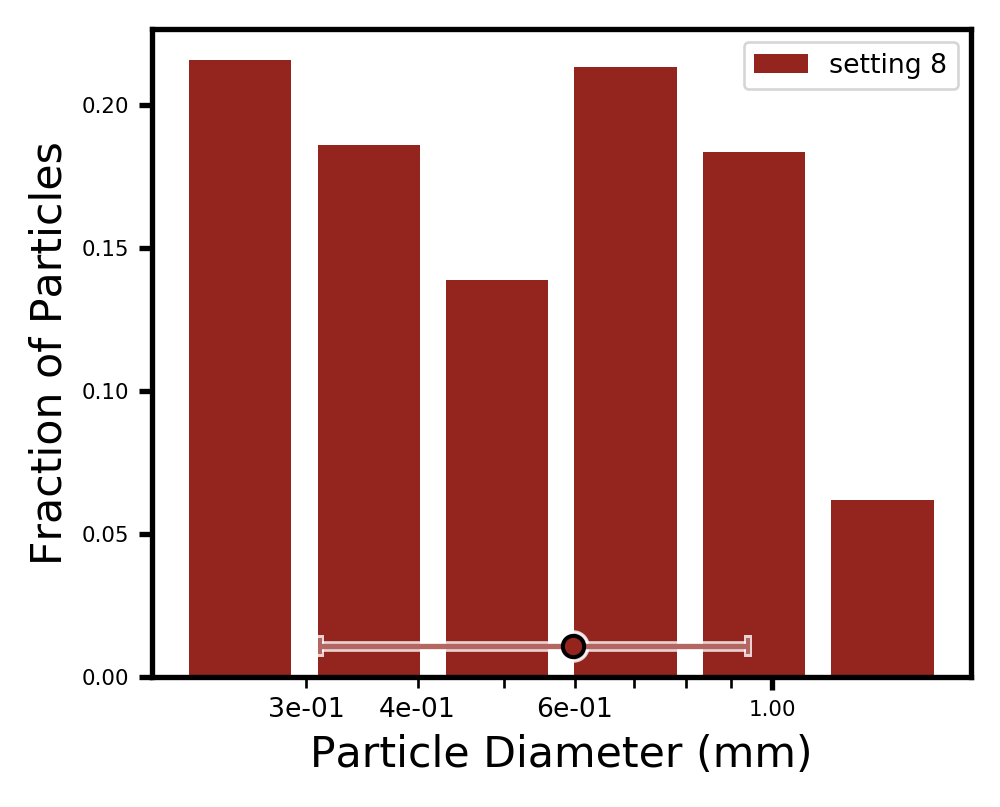 setting 8
Fraction of Particles
0.20
0.15
0.10
0.05
0.00
3e-01 4e-01 6e-01 1.00
Particle Diameter (mm)